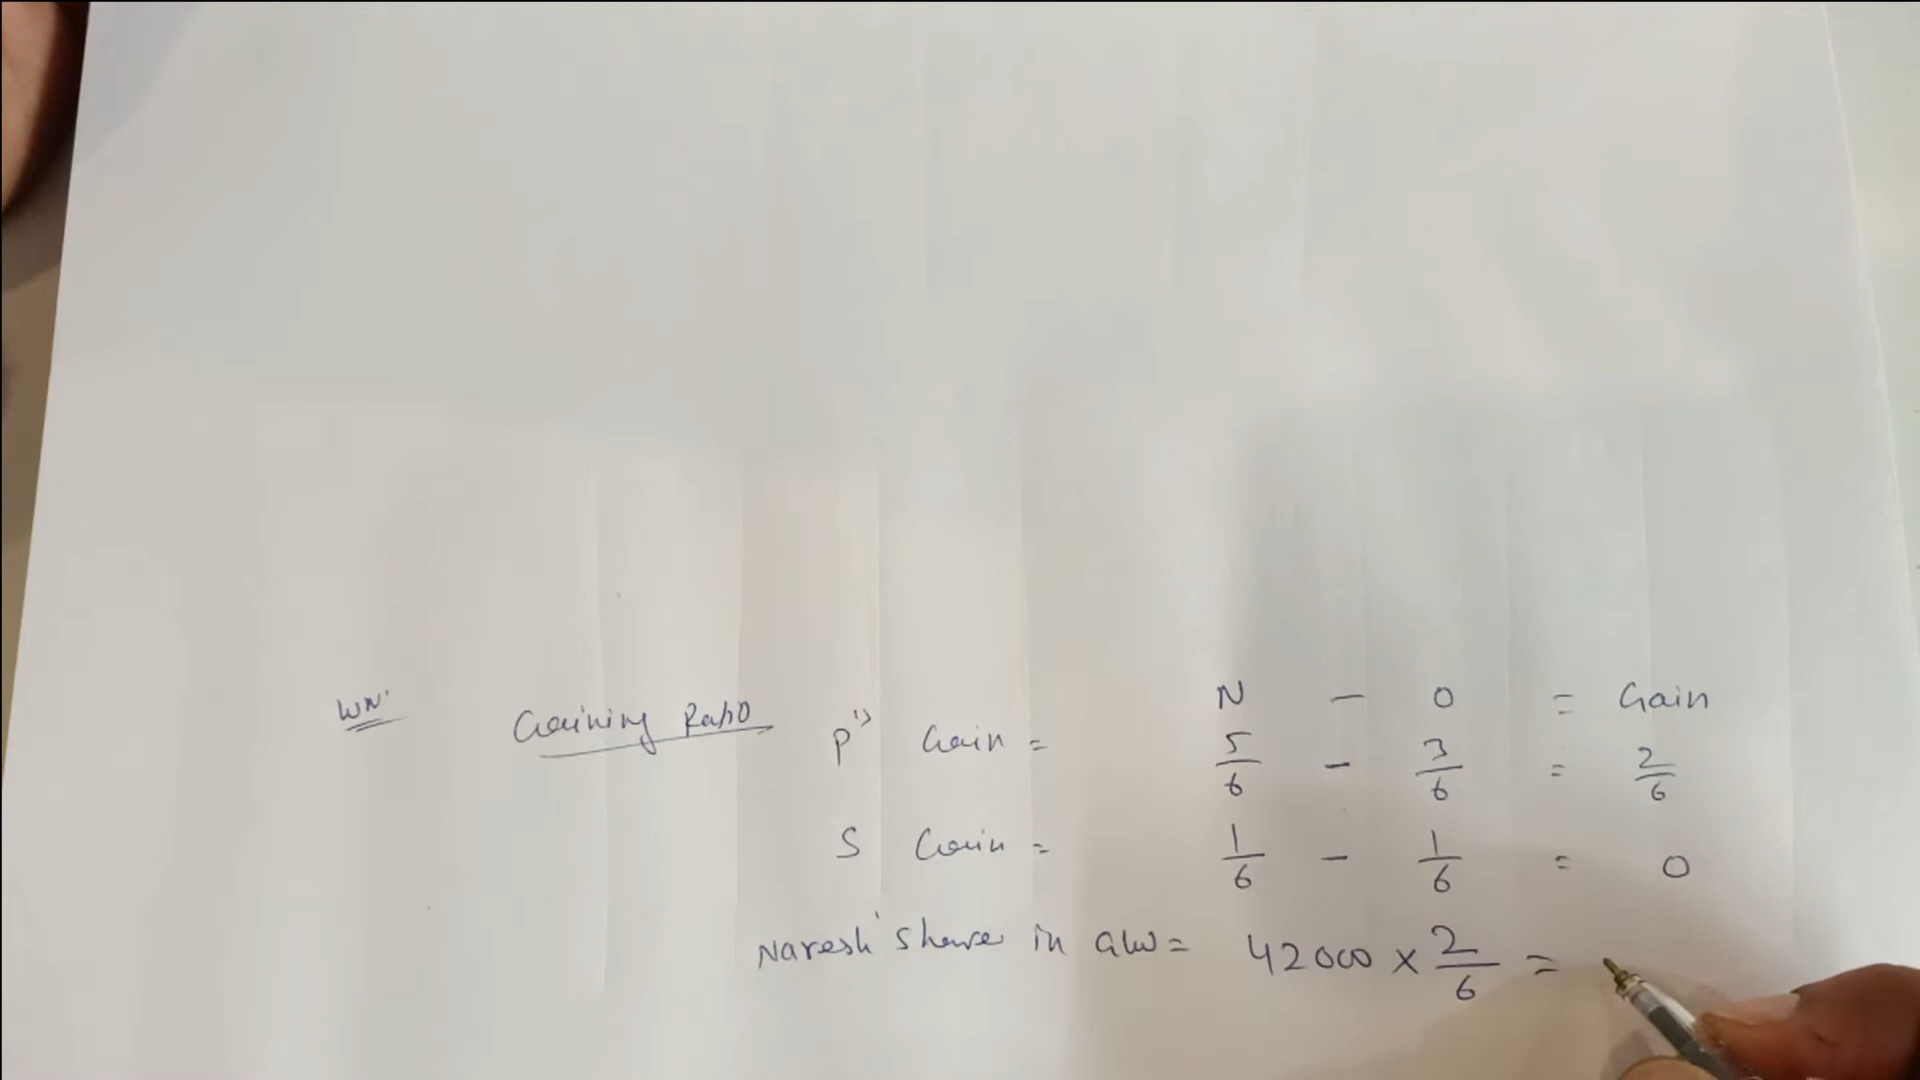 N - O = Gain
WN' Gaining Ratio P's Gain = 5/6 - 3/6 = 2/6
S Gain = 1/6 - 1/6 = 0
Naresh' Share in G/W = 42000 × 2/6 =